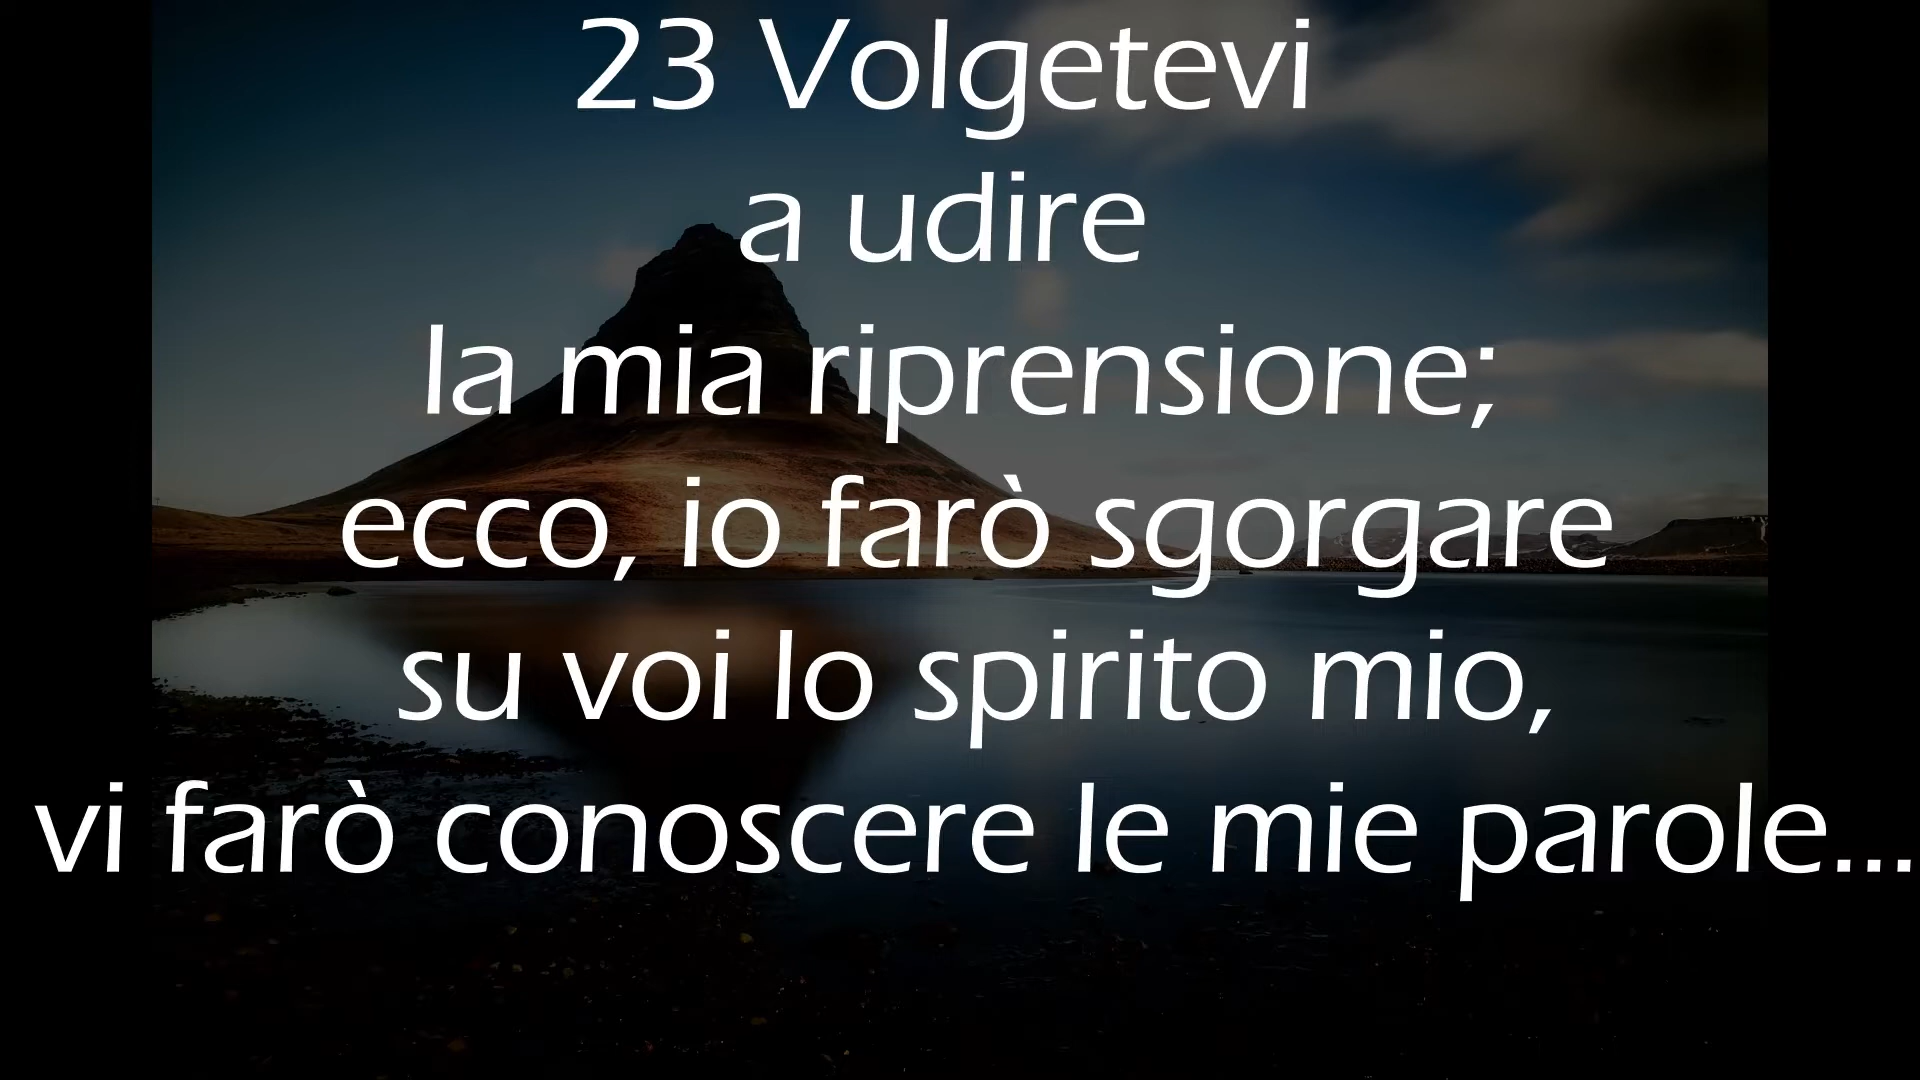 23 Volgetevi
a udire
la mia riprensione;
ecco, io farò sgorgare
su voi lo spirito mio,
vi farò conoscere le mie parole...